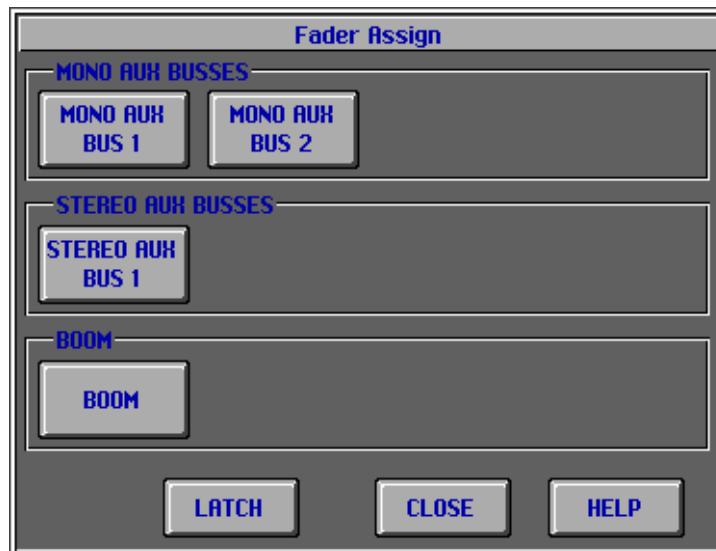 Fader Assign
MONO AUX BUSSES
MONO AUX
BUS 1
MONO AUX
BUS 2
STEREO AUX BUSSES
STEREO AUX
BUS 1
BOOM
BOOM
LATCH
CLOSE
HELP